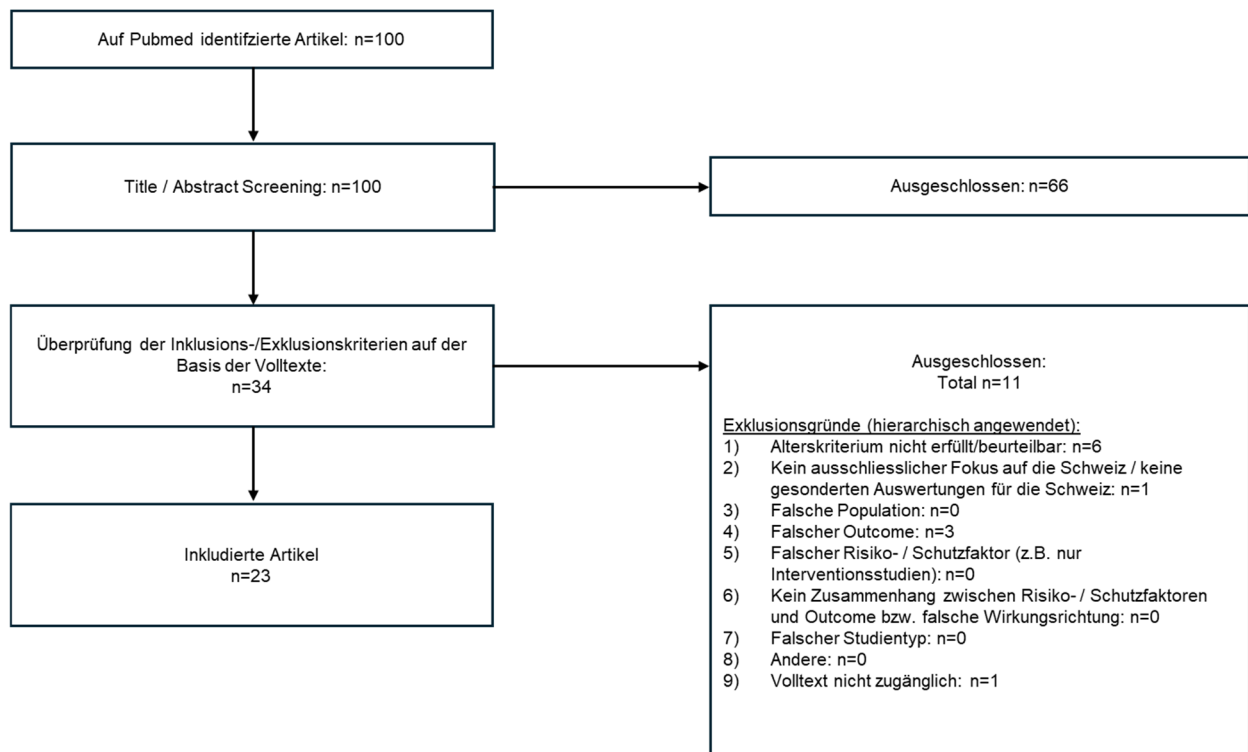 Auf Pubmed identifzierte Artikel: n=100
Title / Abstract Screening: n=100
Ausgeschlossen: n=66
Überprüfung der Inklusions-/Exklusionskriterien auf der
Basis der Volltexte:
n=34
Ausgeschlossen:
Total n=11
Exklusionsgründe (hierarchisch angewendet):
1) Alterskriterium nicht erfüllt/beurteilbar: n=6
2) Kein ausschliesslicher Fokus auf die Schweiz / keine
gesonderten Auswertungen für die Schweiz: n=1
3) Falsche Population: n=0
4) Falscher Outcome: n=3
5) Falscher Risiko- / Schutzfaktor (z.B. nur
Interventionsstudien): n=0
6) Kein Zusammenhang zwischen Risiko- / Schutzfaktoren
und Outcome bzw. falsche Wirkungsrichtung: n=0
7) Falscher Studientyp: n=0
8) Andere: n=0
9) Volltext nicht zugänglich: n=1
Inkludierte Artikel
n=23